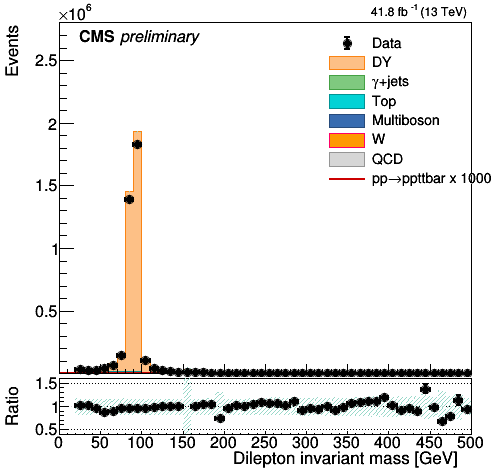 ×10⁶
41.8 fb⁻¹ (13 TeV)
CMS preliminary
Events
2.5
2
1.5
1
0.5
Data
DY
γ+jets
Top
Multiboson
W
QCD
pp→ppttbar x 1000
Ratio
1.5
1
0.5
0 50 100 150 200 250 300 350 400 450 500
Dilepton invariant mass [GeV]